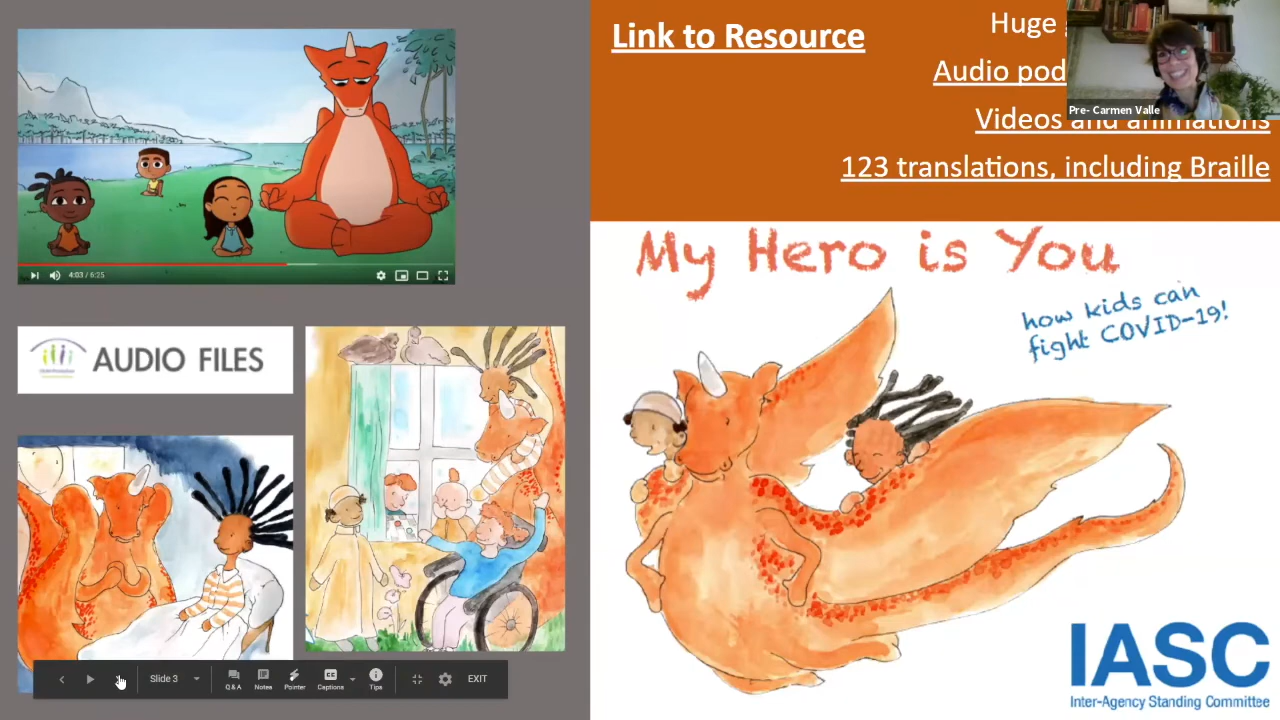 4:03 / 6:25
AUDIO FILES
Link to Resource
Huge
Audio pod
Videos and animations
123 translations, including Braille
Pre- Carmen Valle
My Hero is You
how kids can
fight COVID-19!
IASC
Inter-Agency Standing Committee
Slide 3
Q&A
Notes
Pointer
Captions
Tips
EXIT